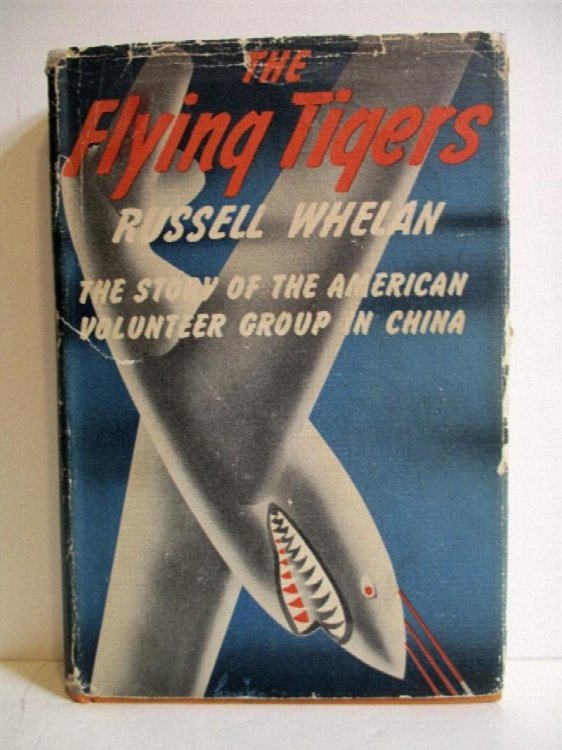 THE
Flying Tigers
RUSSELL WHELAN
THE STORY OF THE AMERICAN
VOLUNTEER GROUP IN CHINA